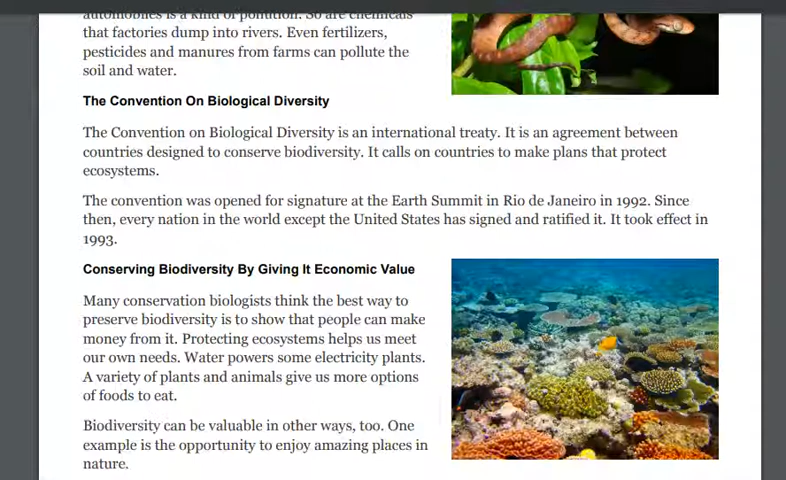 automobiles is a kind of pollution. So are chemicals
that factories dump into rivers. Even fertilizers,
pesticides and manures from farms can pollute the
soil and water.
The Convention On Biological Diversity
The Convention on Biological Diversity is an international treaty. It is an agreement between
countries designed to conserve biodiversity. It calls on countries to make plans that protect
ecosystems.
The convention was opened for signature at the Earth Summit in Rio de Janeiro in 1992. Since
then, every nation in the world except the United States has signed and ratified it. It took effect in
1993.
Conserving Biodiversity By Giving It Economic Value
Many conservation biologists think the best way to
preserve biodiversity is to show that people can make
money from it. Protecting ecosystems helps us meet
our own needs. Water powers some electricity plants.
A variety of plants and animals give us more options
of foods to eat.
Biodiversity can be valuable in other ways, too. One
example is the opportunity to enjoy amazing places in
nature.